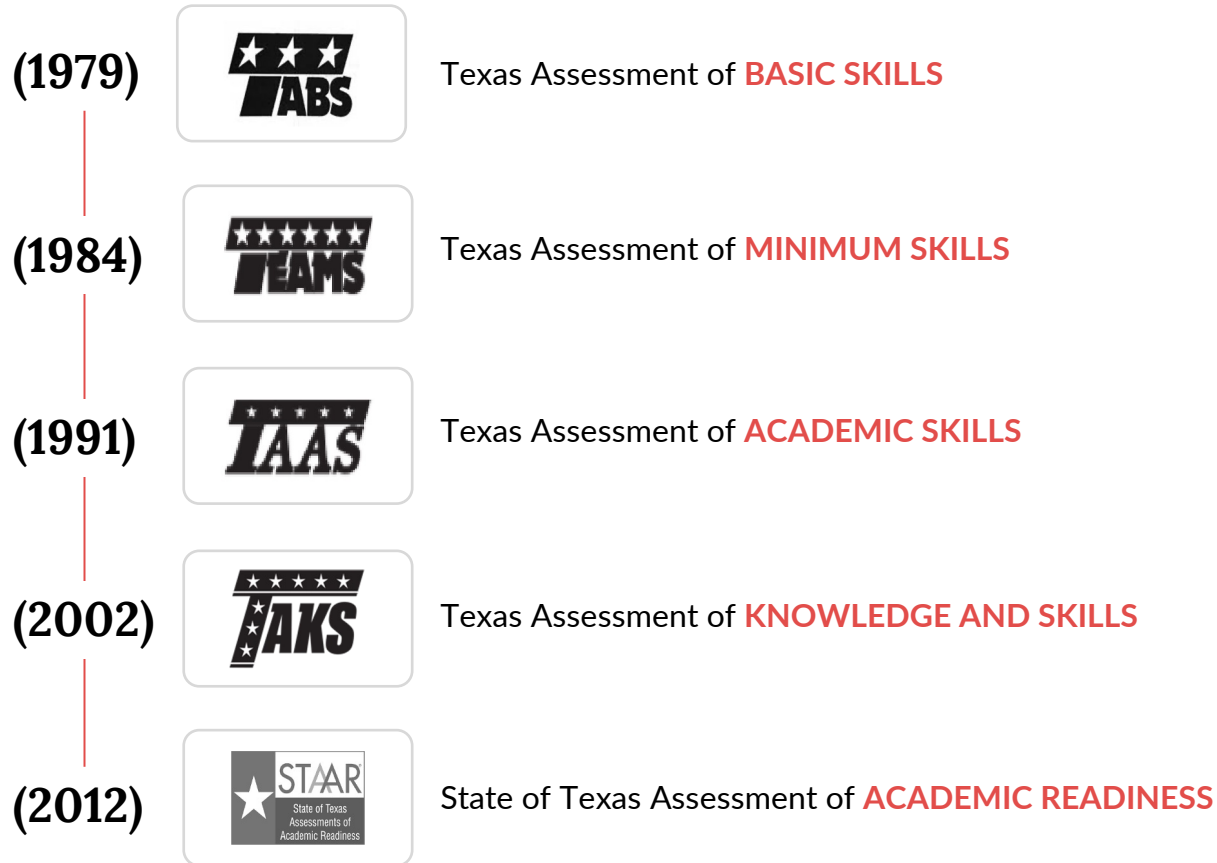 (1979)
TABS
Texas Assessment of BASIC SKILLS
(1984)
TEAMS
Texas Assessment of MINIMUM SKILLS
(1991)
TAAS
Texas Assessment of ACADEMIC SKILLS
(2002)
TAKS
Texas Assessment of KNOWLEDGE AND SKILLS
(2012)
STAAR
State of Texas
Assessments of
Academic Readiness
State of Texas Assessment of ACADEMIC READINESS